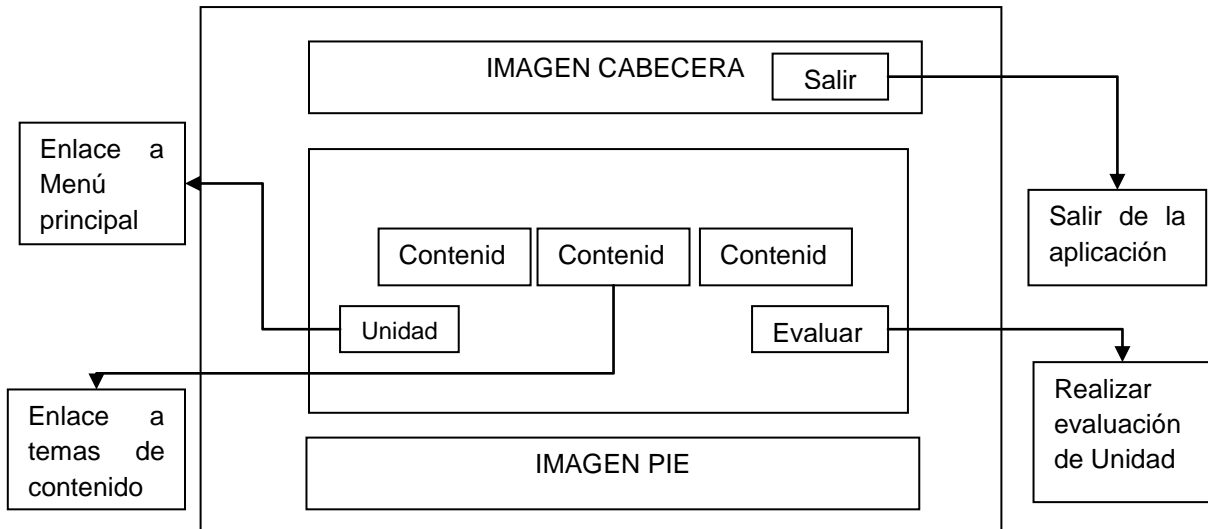 IMAGEN CABECERA
Salir
Enlace a
Menú
principal
Salir de la
aplicación
Contenid
Contenid
Contenid
Unidad
Evaluar
Enlace a
temas de
contenido
Realizar
evaluación
de Unidad
IMAGEN PIE